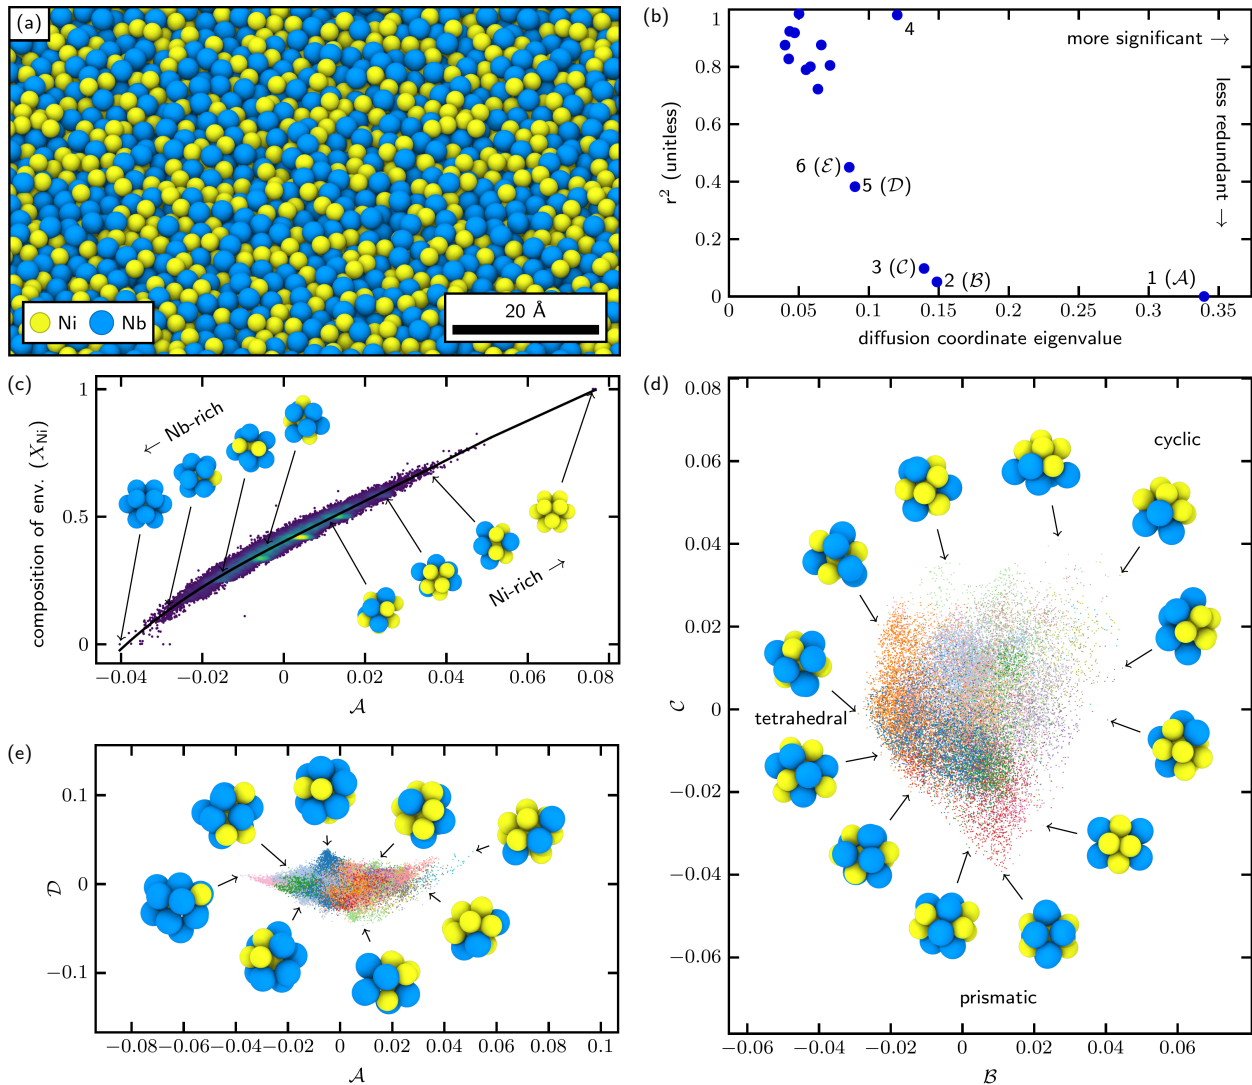 (a)
Ni Nb
20 Å
(b)
r² (unitless)
1
0.8
0.6
0.4
0.2
0
0 0.05 0.1 0.15 0.2 0.25 0.3 0.35
diffusion coordinate eigenvalue
more significant →
less redundant →
4
6 (ℰ)
5 (𝒟)
3 (𝒞)
2 (ℬ)
1 (𝒜)
(c)
composition of env. (X_Ni)
1
0.5
0
−0.04 −0.02 0 0.02 0.04 0.06 0.08
𝒜
← Nb-rich
Ni-rich →
(d)
𝒞
0.08
0.06
0.04
0.02
0
−0.02
−0.04
−0.06
−0.06 −0.04 −0.02 0 0.02 0.04 0.06
ℬ
cyclic
tetrahedral
prismatic
(e)
𝒟
0.1
0
−0.1
−0.08 −0.06 −0.04 −0.02 0 0.02 0.04 0.06 0.08 0.1
𝒜